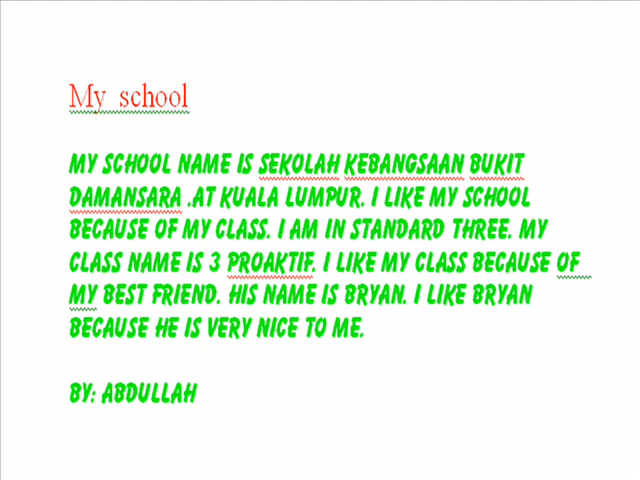 My school
MY SCHOOL NAME IS SEKOLAH KEBANGSAAN BUKIT
DAMANSARA .AT KUALA LUMPUR. I LIKE MY SCHOOL
BECAUSE OF MY CLASS. I AM IN STANDARD THREE. MY
CLASS NAME IS 3 PROAKTIF. I LIKE MY CLASS BECAUSE OF
MY BEST FRIEND. HIS NAME IS BRYAN. I LIKE BRYAN
BECAUSE HE IS VERY NICE TO ME.
BY: ABDULLAH